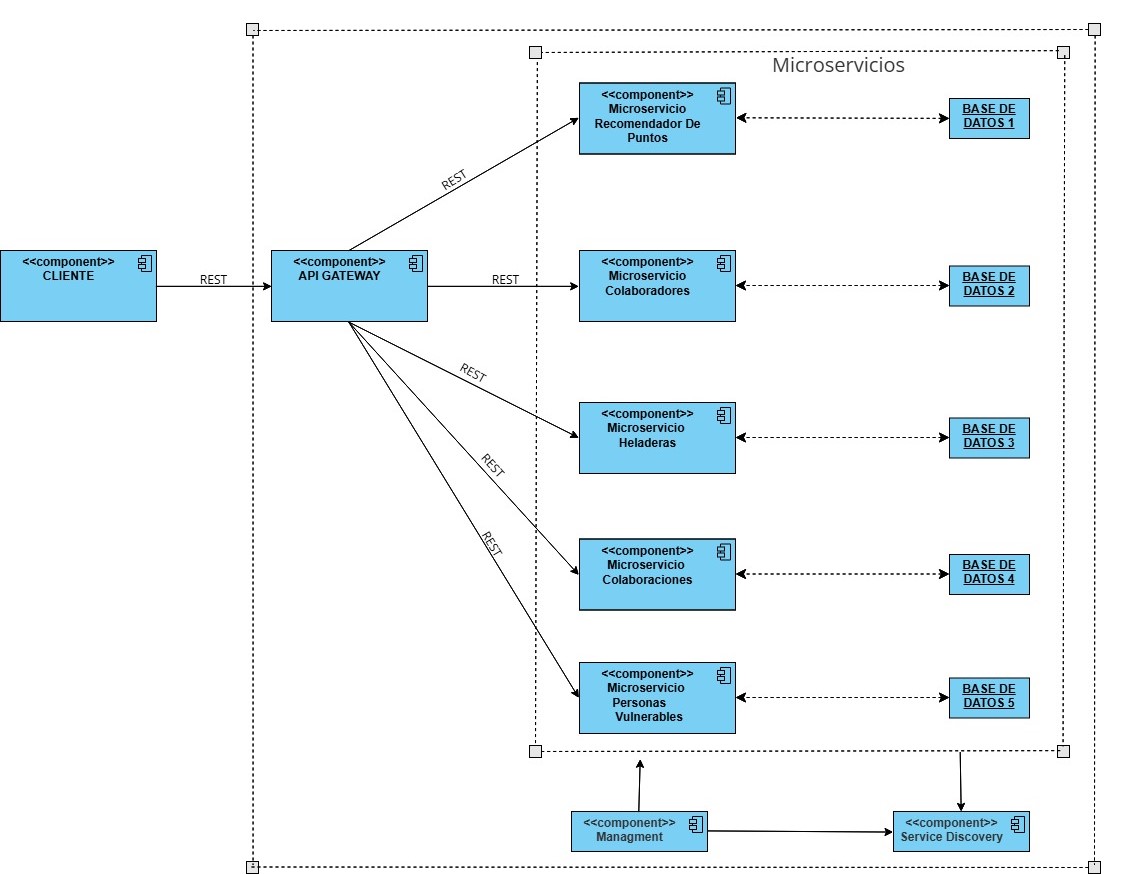 Microservicios
<<component>>
Microservicio
Recomendador De
Puntos
BASE DE
DATOS 1
REST
<<component>>
CLIENTE
REST
<<component>>
API GATEWAY
REST
<<component>>
Microservicio
Colaboradores
BASE DE
DATOS 2
REST
<<component>>
Microservicio
Heladeras
BASE DE
DATOS 3
REST
<<component>>
Microservicio
Colaboraciones
BASE DE
DATOS 4
REST
<<component>>
Microservicio
Personas
Vulnerables
BASE DE
DATOS 5
<<component>>
Managment
<<component>>
Service Discovery